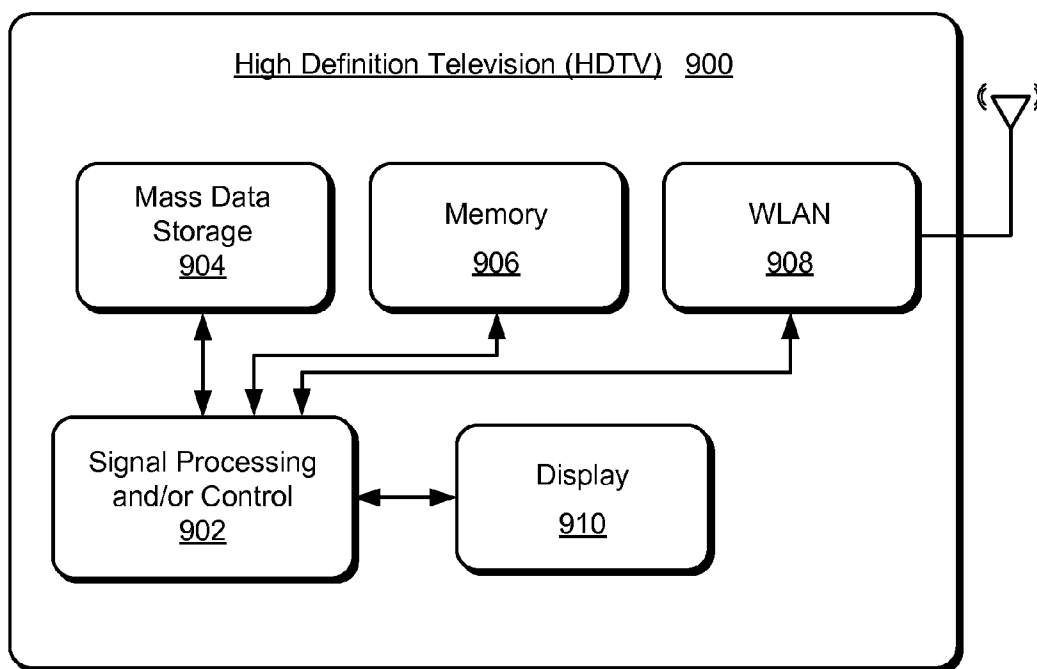 High Definition Television (HDTV) 900
Mass Data
Storage
904
Memory
906
WLAN
908
Signal Processing
and/or Control
902
Display
910